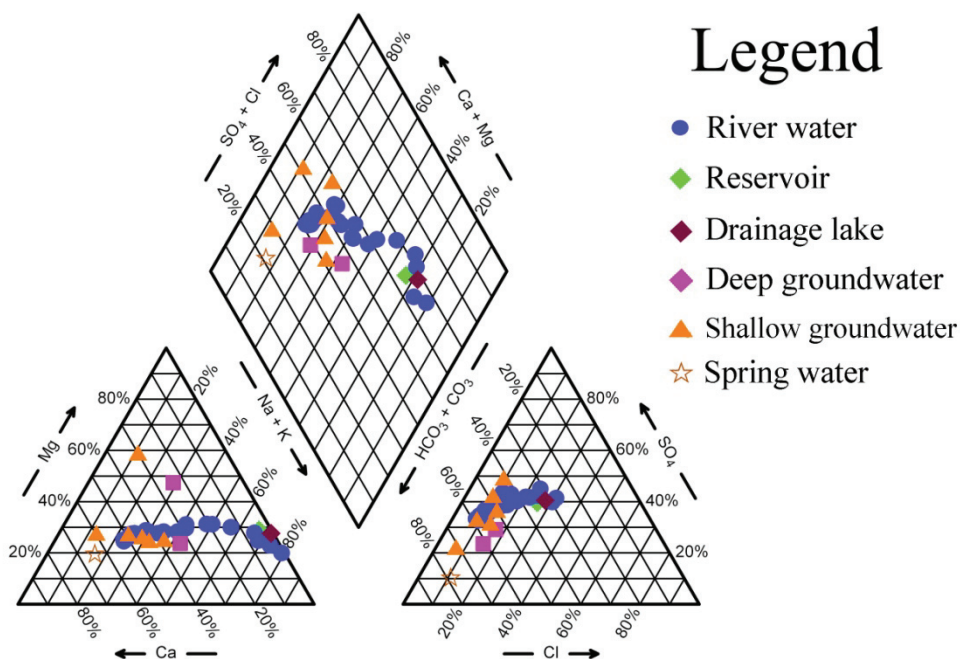 Legend
River water
Reservoir
Drainage lake
Deep groundwater
Shallow groundwater
Spring water
80%
80%
60%
60%
40%
40%
20%
20%
SO₄ + Cl
Ca + Mg
Na + K
HCO₃ + CO₃
Mg
80%
60%
40%
20%
20%
40%
60%
80%
80%
60%
40%
20%
Ca
20%
40%
60%
80%
SO₄
80%
60%
40%
20%
20%
40%
60%
80%
Cl